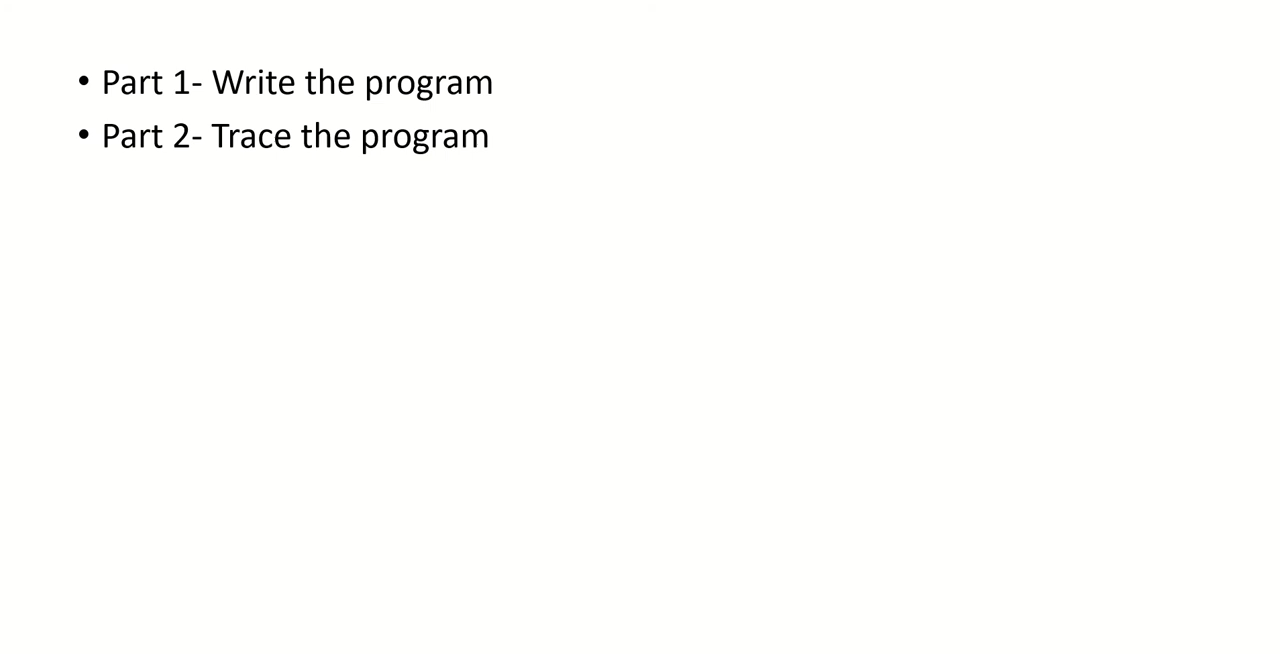 • Part 1- Write the program
• Part 2- Trace the program